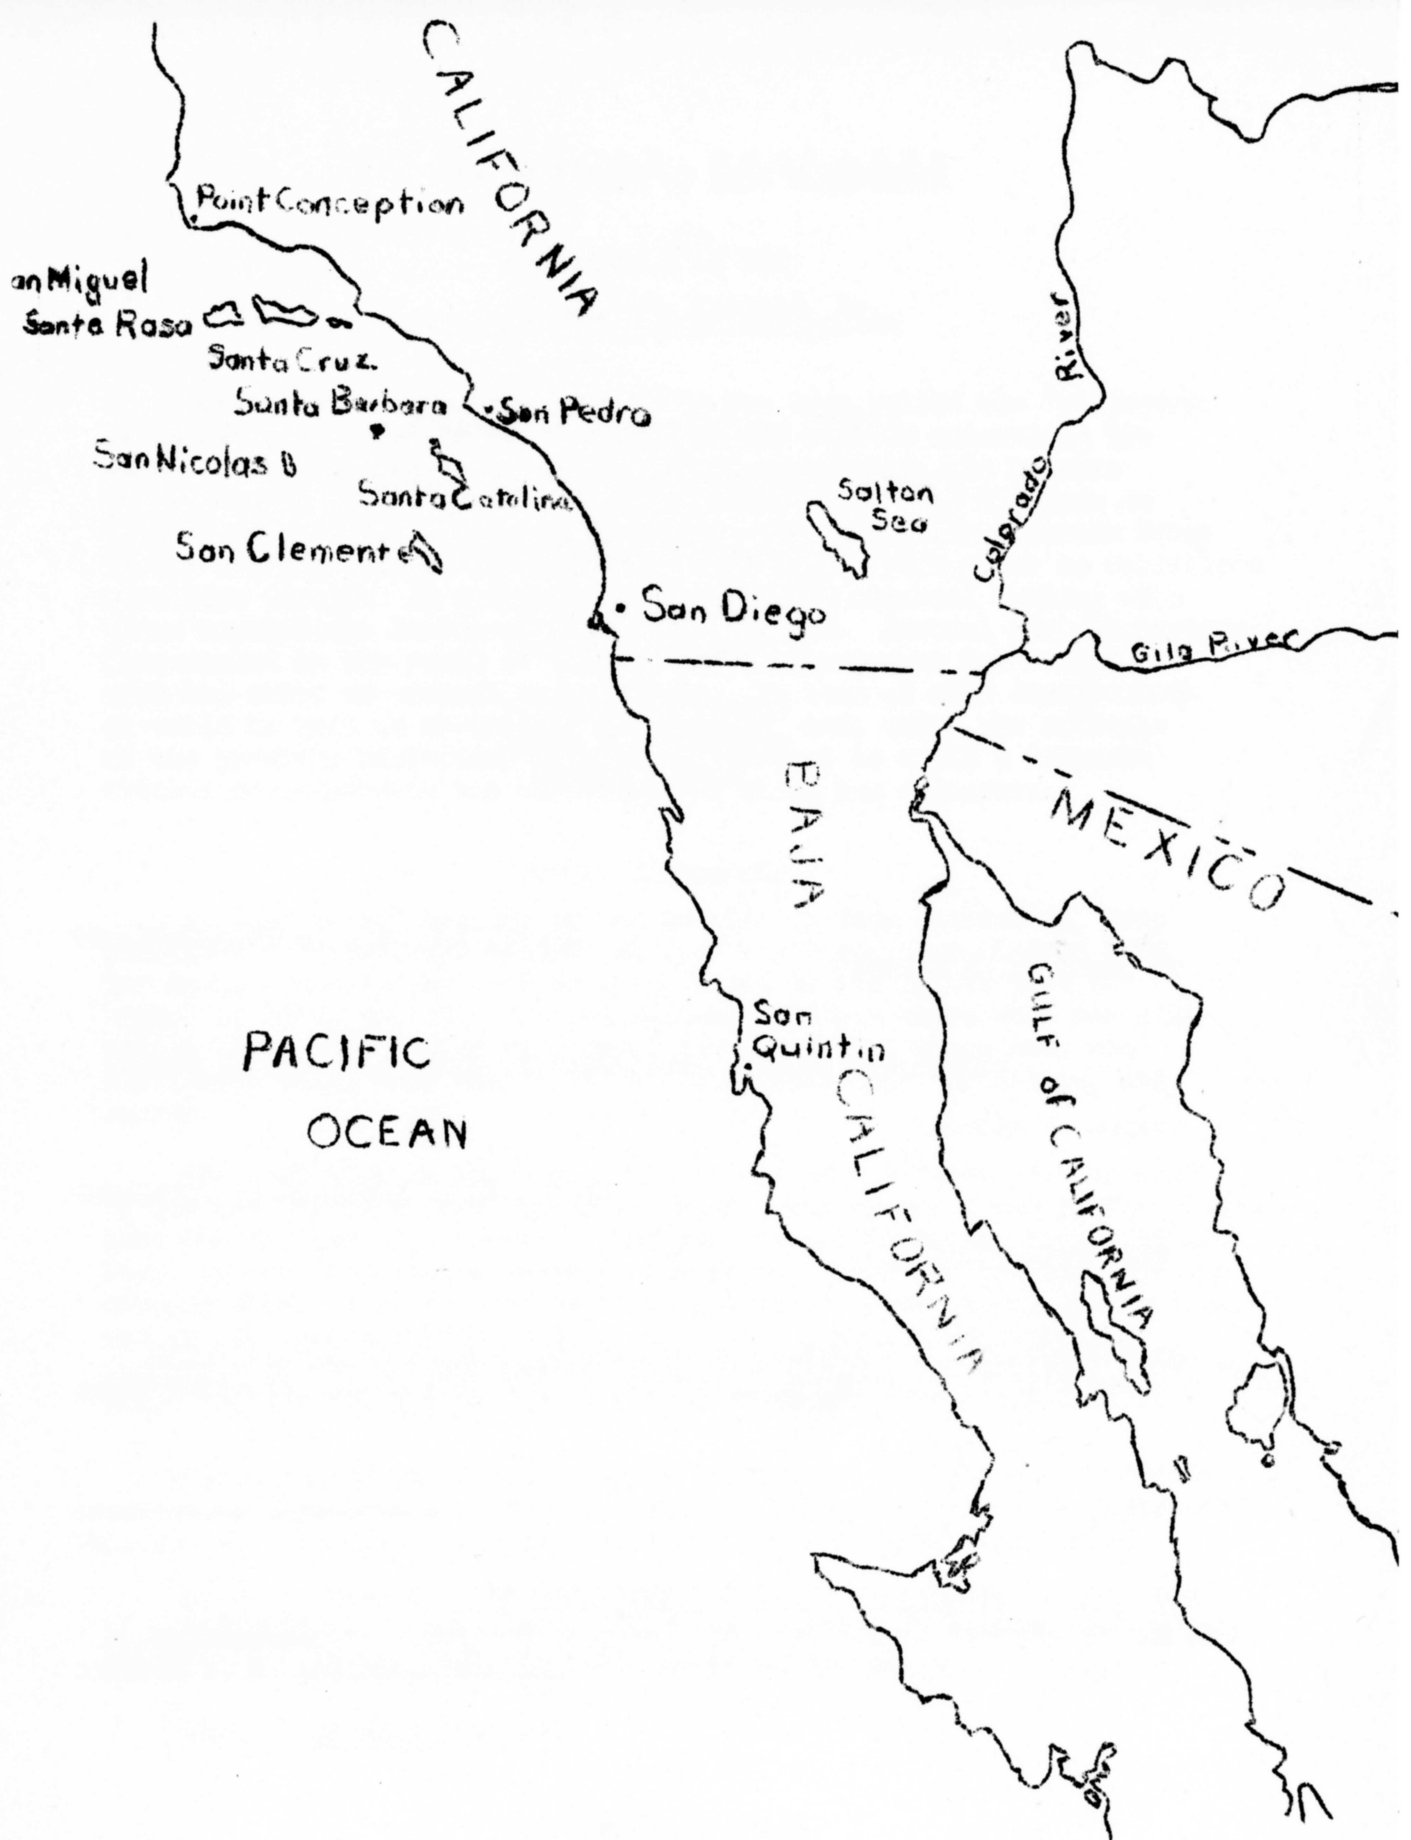 CALIFORNIA
Point Conception
an Miguel
Santa Rosa
Santa Cruz.
Santa Barbara
San Pedro
San Nicolas
Santa Catalina
San Clemente
San Diego
Salton
Sea
Colorado River
Gila River
MEXICO
BAJA
CALIFORNIA
GULF of CALIFORNIA
San
Quintin
PACIFIC
OCEAN